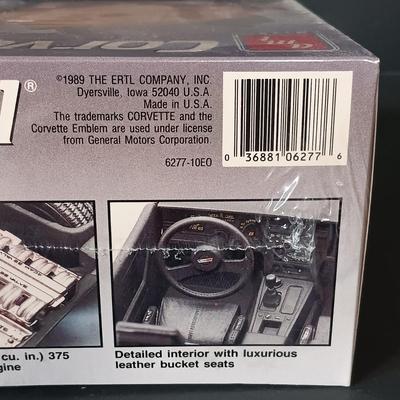 Corv
amt
®
©1989 THE ERTL COMPANY, INC.
Dyersville, Iowa 52040 U.S.A.
Made in U.S.A.
The trademarks CORVETTE and the
Corvette Emblem are used under license
from General Motors Corporation.
6277-10EO
0 36881 06277 6
cu. in.) 375
gine
Detailed interior with luxurious
leather bucket seats